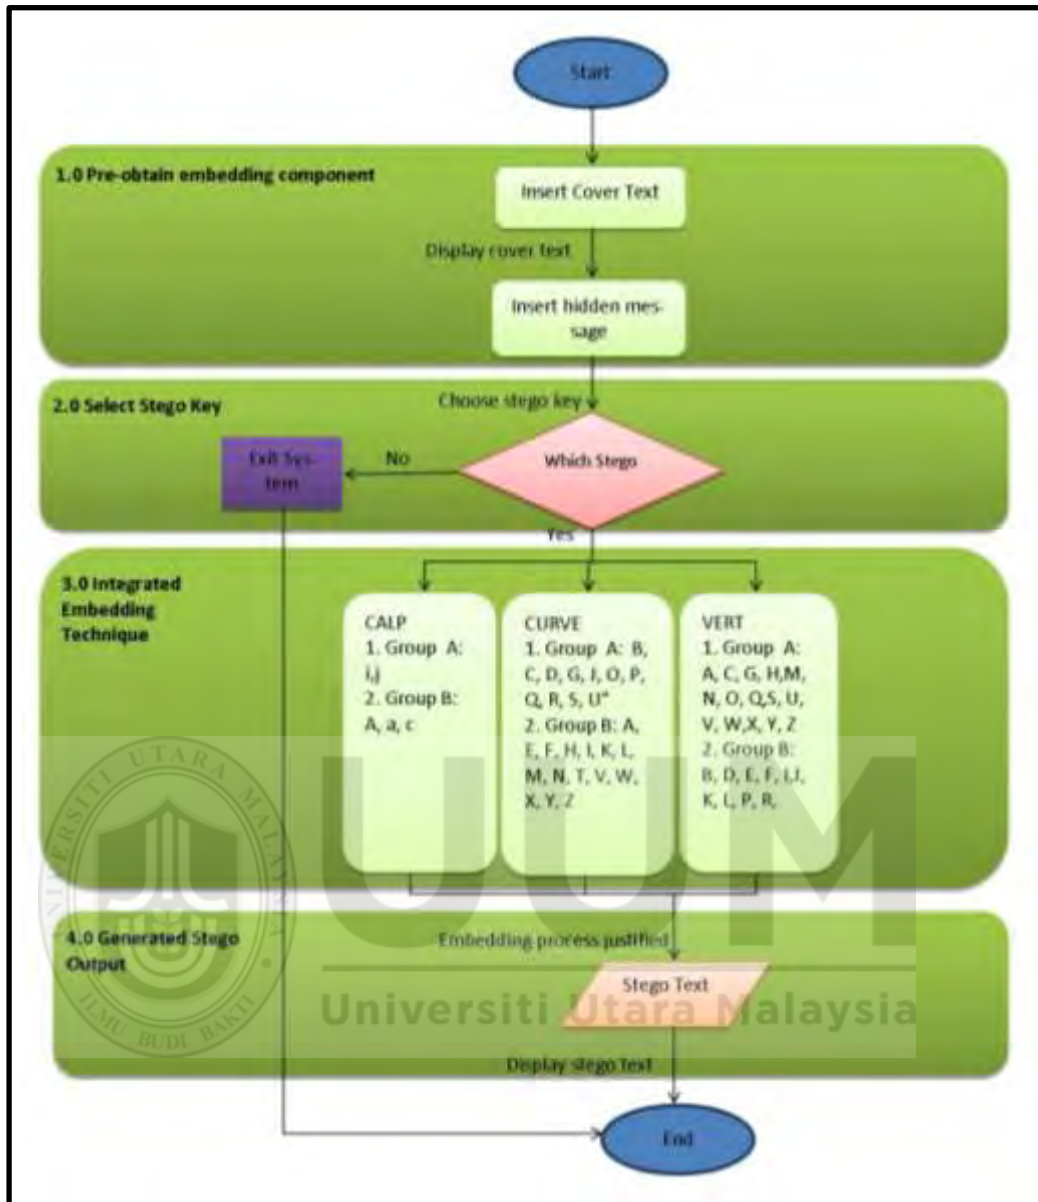 Start
1.0 Pre-obtain embedding component
Insert Cover Text
Display cover text
Insert hidden mes-
sage
2.0 Select Stego Key
Choose stego key
Exit Sys-
tem
No
Which Stego
Yes
3.0 Integrated
Embedding
Technique
CALP
1. Group A:
i,j
2. Group B:
A, a, c
CURVE
1. Group A: B,
C, D, G, J, O, P,
Q, R, S, U"
2. Group B: A,
E, F, H, I, K, L,
M, N, T, V, W,
X, Y, Z
VERT
1. Group A:
A, C, G, H,M,
N, O, Q,S, U,
V, W,X, Y, Z
2. Group B:
B, D, E, F, I,J,
K, L, P, R,
4.0 Generated Stego
Output
Embedding process justified
Stego Text
Display stego text
End
UNIVERSITI UTARA MALAYSIA
ILMU BUDI BAKTI
UUM
Universiti Utara Malaysia